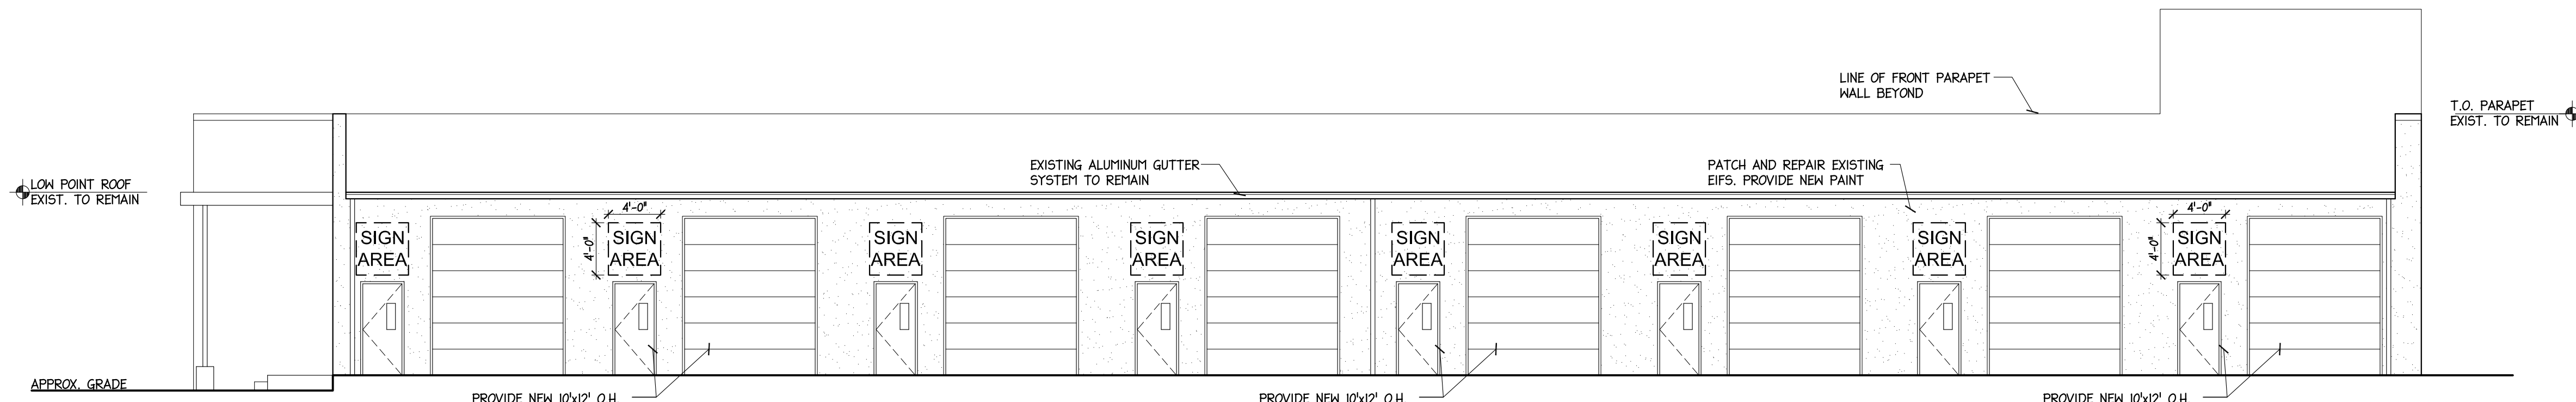 LINE OF FRONT PARAPET
WALL BEYOND
T.O. PARAPET
EXIST. TO REMAIN
EXISTING ALUMINUM GUTTER
SYSTEM TO REMAIN
PATCH AND REPAIR EXISTING
EIFS. PROVIDE NEW PAINT
LOW POINT ROOF
EXIST. TO REMAIN
4'-0"
4'-0"
4'-0"
4'-0"
SIGN
AREA
SIGN
AREA
SIGN
AREA
SIGN
AREA
SIGN
AREA
SIGN
AREA
SIGN
AREA
SIGN
AREA
APPROX. GRADE
PROVIDE NEW 10'x12' O.H.
PROVIDE NEW 10'x12' O.H.
PROVIDE NEW 10'x12' O.H.